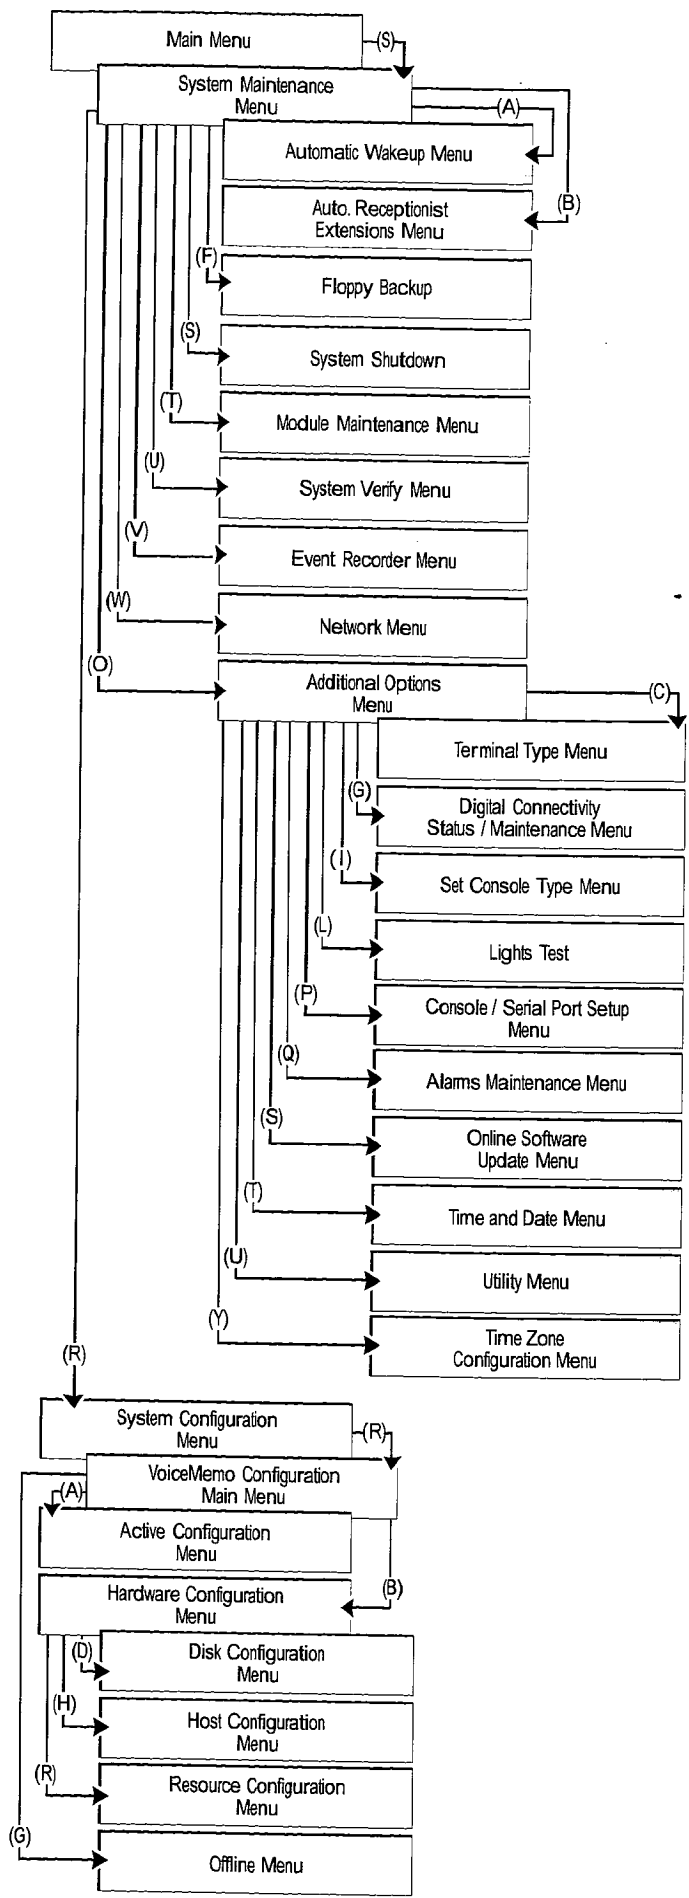 Main Menu
(S)
System Maintenance
Menu
(A)
Automatic Wakeup Menu
(B)
Auto. Receptionist
Extensions Menu
(F)
Floppy Backup
(S)
System Shutdown
(T)
Module Maintenance Menu
(U)
System Verify Menu
(V)
Event Recorder Menu
(W)
Network Menu
(O)
Additional Options
Menu
(C)
Terminal Type Menu
(G)
Digital Connectivity
Status / Maintenance Menu
(I)
Set Console Type Menu
(L)
Lights Test
(P)
Console / Serial Port Setup
Menu
(Q)
Alarms Maintenance Menu
(S)
Online Software
Update Menu
(T)
Time and Date Menu
(U)
Utility Menu
(Y)
Time Zone
Configuration Menu
(R)
System Configuration
Menu
(R)
VoiceMemo Configuration
Main Menu
(A)
Active Configuration
Menu
(B)
Hardware Configuration
Menu
(D)
Disk Configuration
Menu
(H)
Host Configuration
Menu
(R)
Resource Configuration
Menu
(G)
Offline Menu